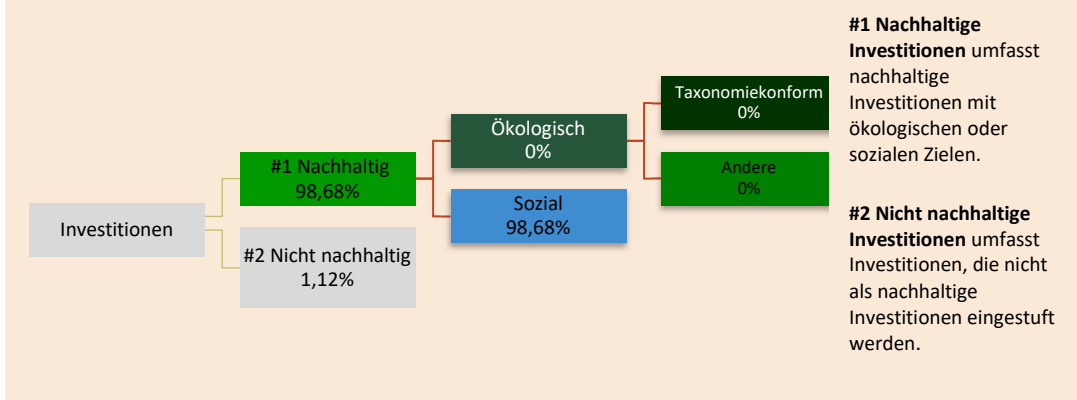 Investitionen
#1 Nachhaltig
98,68%
#2 Nicht nachhaltig
1,12%
Ökologisch
0%
Sozial
98,68%
Taxonomiekonform
0%
Andere
0%
#1 Nachhaltige
Investitionen umfasst
nachhaltige
Investitionen mit
ökologischen oder
sozialen Zielen.
#2 Nicht nachhaltige
Investitionen umfasst
Investitionen, die nicht
als nachhaltige
Investitionen eingestuft
werden.